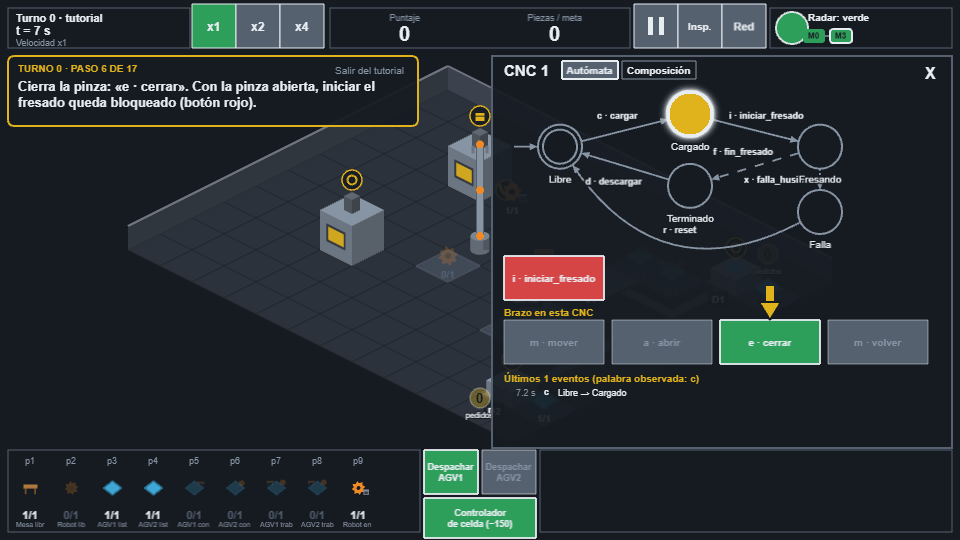 Turno 0 · tutorial
t = 7 s
Velocidad x1
x1
x2
x4
Puntaje
0
Piezas / meta
0
Insp.
Red
Radar: verde
M0
M3
TURNO 0 · PASO 6 DE 17
Salir del tutorial
Cierra la pinza: «e · cerrar». Con la pinza abierta, iniciar el
fresado queda bloqueado (botón rojo).
CNC 1
Autómata
Composición
X
c · cargar
i · iniciar_fresado
Cargado
f · fin_fresado
Libre
d · descargar
x · falla_husi
Fresando
Terminado
r · reset
Falla
i · iniciar_fresado
Brazo en esta CNC
m · mover
a · abrir
e · cerrar
m · volver
Últimos 1 eventos (palabra observada: c)
7.2 s c Libre → Cargado
1/1
0/1
0
pedidos
p1
p2
p3
p4
p5
p6
p7
p8
p9
1/1
0/1
1/1
1/1
0/1
0/1
0/1
0/1
1/1
Mesa libr
Robot lib
AGV1 list
AGV2 list
AGV1 con
AGV2 con
AGV1 trab
AGV2 trab
Robot en
Despachar
AGV1
Despachar
AGV2
Controlador
de celda (−150)